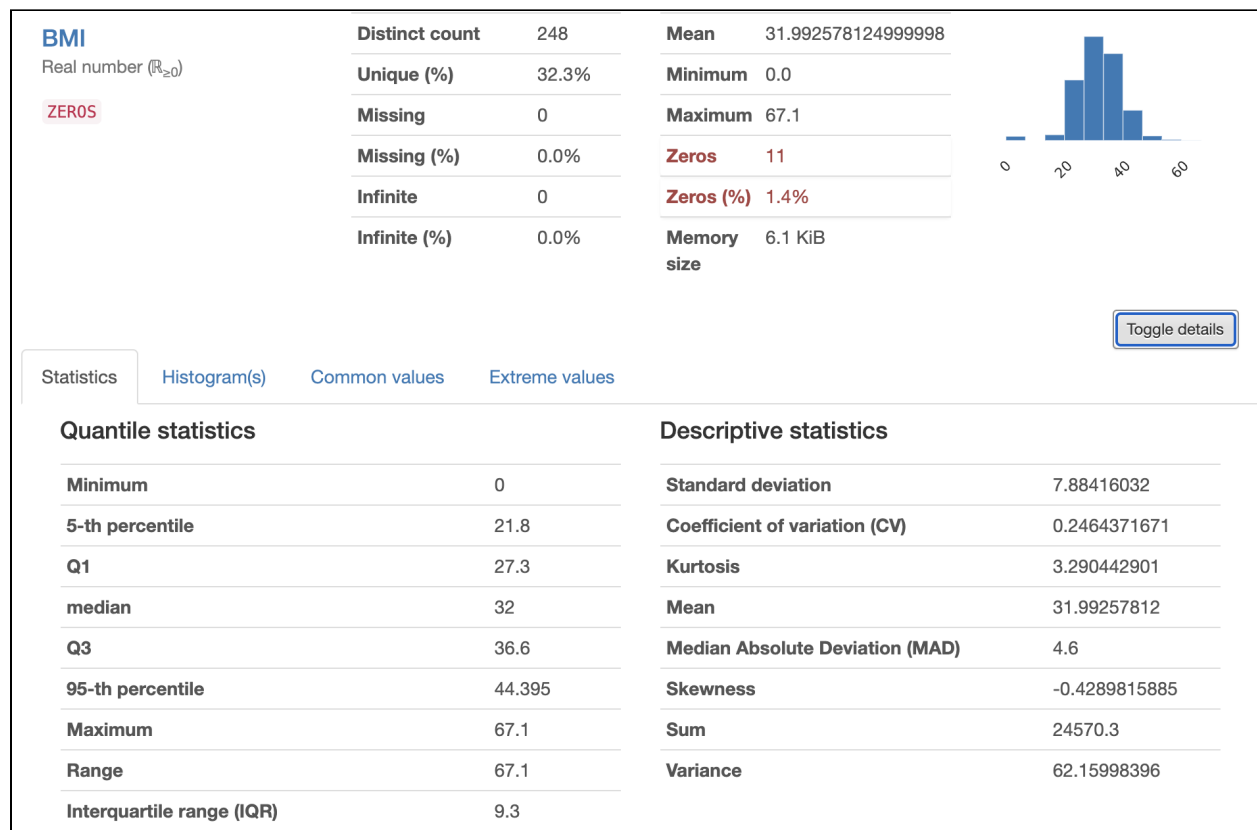 BMI
Real number (ℝ≥0)
ZEROS
Distinct count 248
Unique (%) 32.3%
Missing 0
Missing (%) 0.0%
Infinite 0
Infinite (%) 0.0%
Mean 31.992578124999998
Minimum 0.0
Maximum 67.1
Zeros 11
Zeros (%) 1.4%
Memory size 6.1 KiB
0 20 40 60
Toggle details
Statistics Histogram(s) Common values Extreme values
Quantile statistics
Minimum 0
5-th percentile 21.8
Q1 27.3
median 32
Q3 36.6
95-th percentile 44.395
Maximum 67.1
Range 67.1
Interquartile range (IQR) 9.3
Descriptive statistics
Standard deviation 7.88416032
Coefficient of variation (CV) 0.2464371671
Kurtosis 3.290442901
Mean 31.99257812
Median Absolute Deviation (MAD) 4.6
Skewness -0.4289815885
Sum 24570.3
Variance 62.15998396